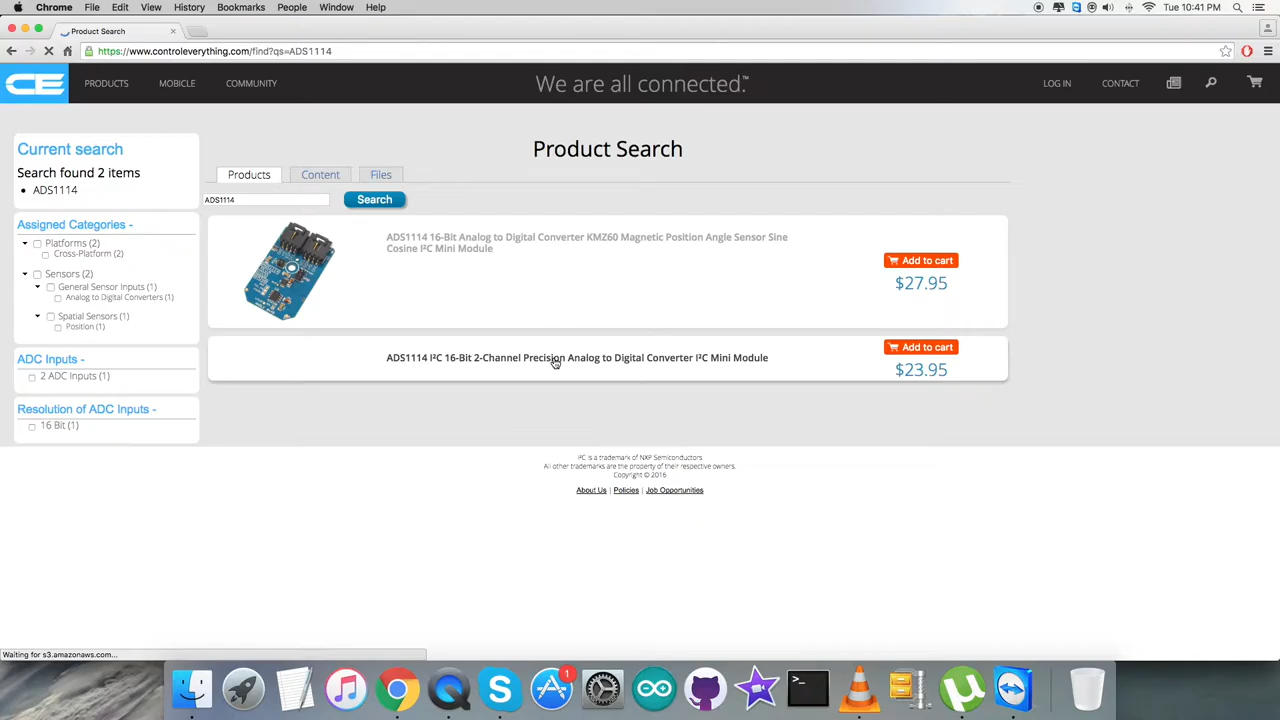 Chrome File Edit View History Bookmarks People Window Help
Tue 10:41 PM
Product Search
https://www.controleverything.com/find?qs=ADS1114
CE PRODUCTS MOBICLE COMMUNITY We are all connected.™ LOG IN CONTACT
Current search
Search found 2 items
ADS1114
Assigned Categories -
Platforms (2)
Cross-Platform (2)
Sensors (2)
General Sensor Inputs (1)
Analog to Digital Converters (1)
Spatial Sensors (1)
Position (1)
ADC Inputs -
2 ADC Inputs (1)
Resolution of ADC Inputs -
16 Bit (1)
Product Search
Products Content Files
ADS1114 Search
ADS1114 16-Bit Analog to Digital Converter KMZ60 Magnetic Position Angle Sensor Sine
Cosine I²C Mini Module
Add to cart
$27.95
ADS1114 I²C 16-Bit 2-Channel Precision Analog to Digital Converter I²C Mini Module
Add to cart
$23.95
I²C is a trademark of NXP Semiconductors.
All other trademarks are the property of their respective owners.
Copyright © 2016
About Us | Policies | Job Opportunities
Waiting for s3.amazonaws.com...
1